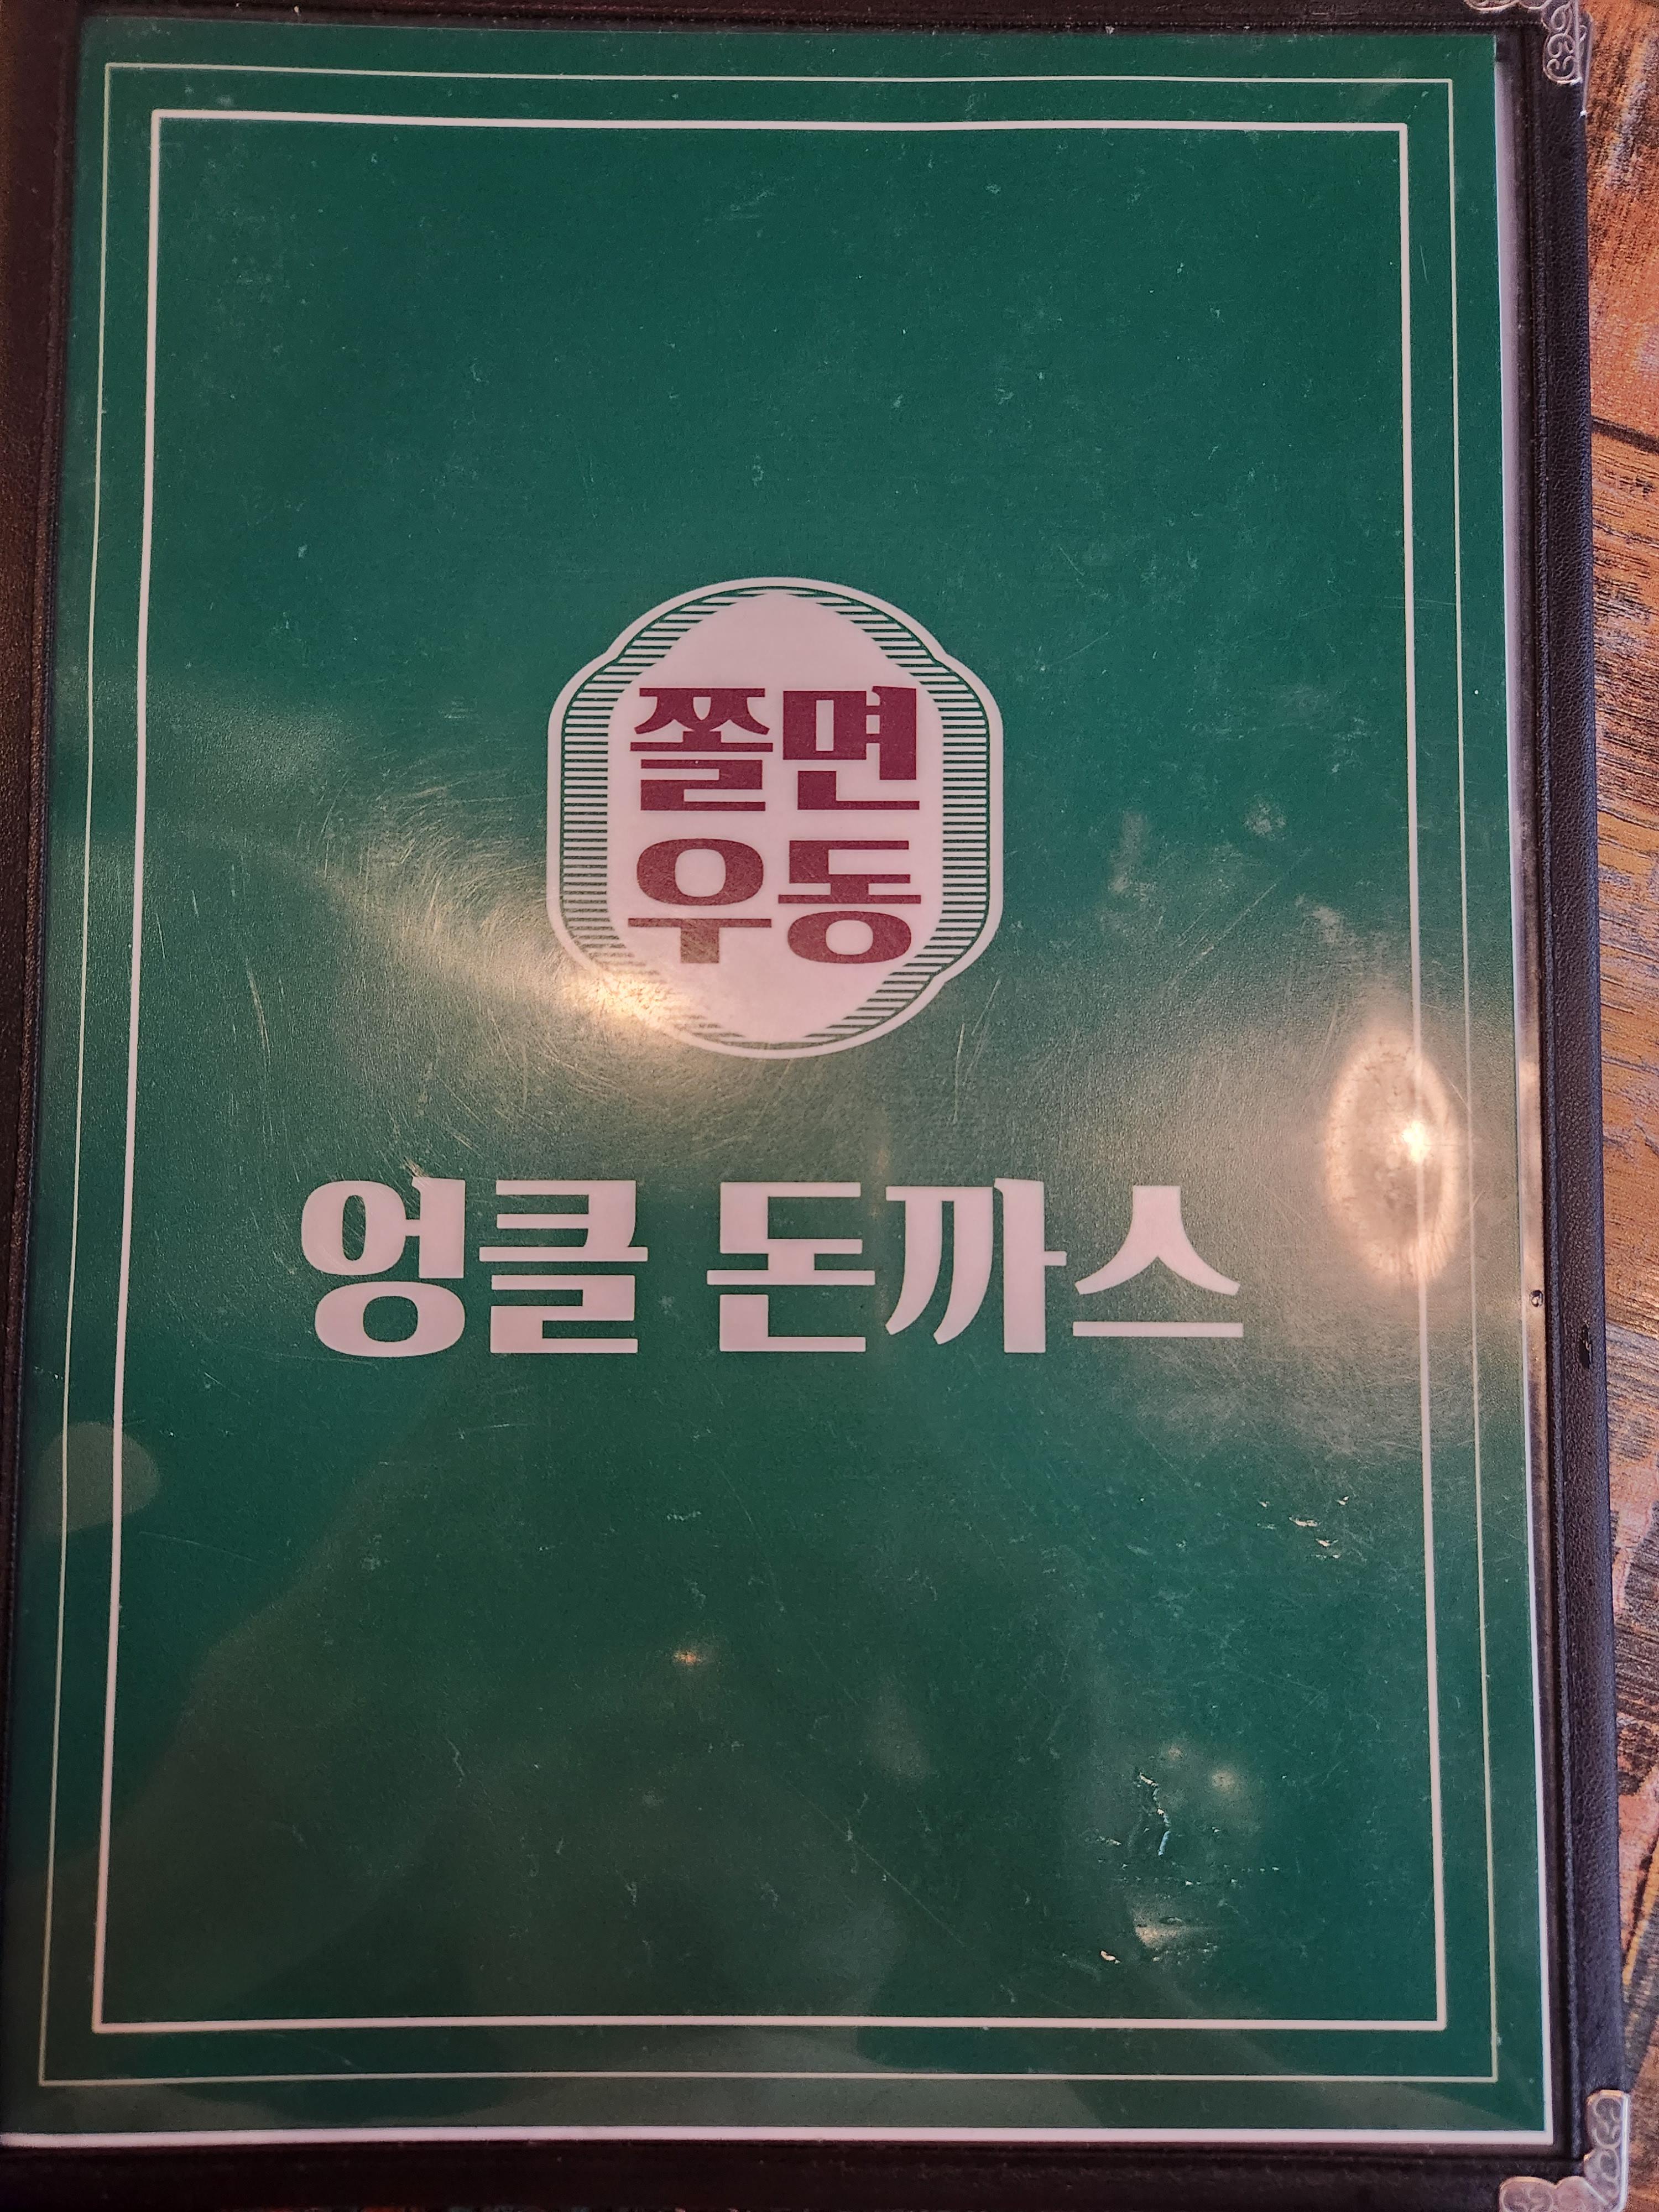 쫄면
우동
엉클 돈까스